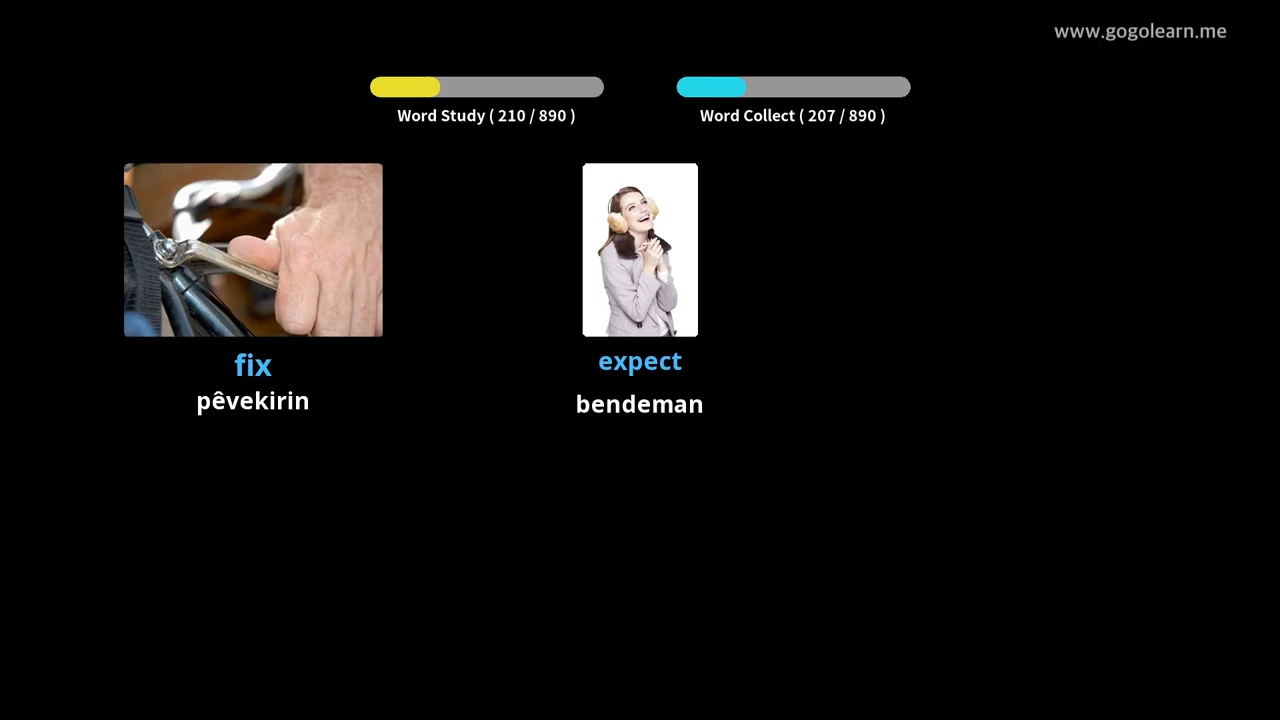 www.gogolearn.me
Word Study ( 210 / 890 )
Word Collect ( 207 / 890 )
fix
pêvekirin
expect
bendeman